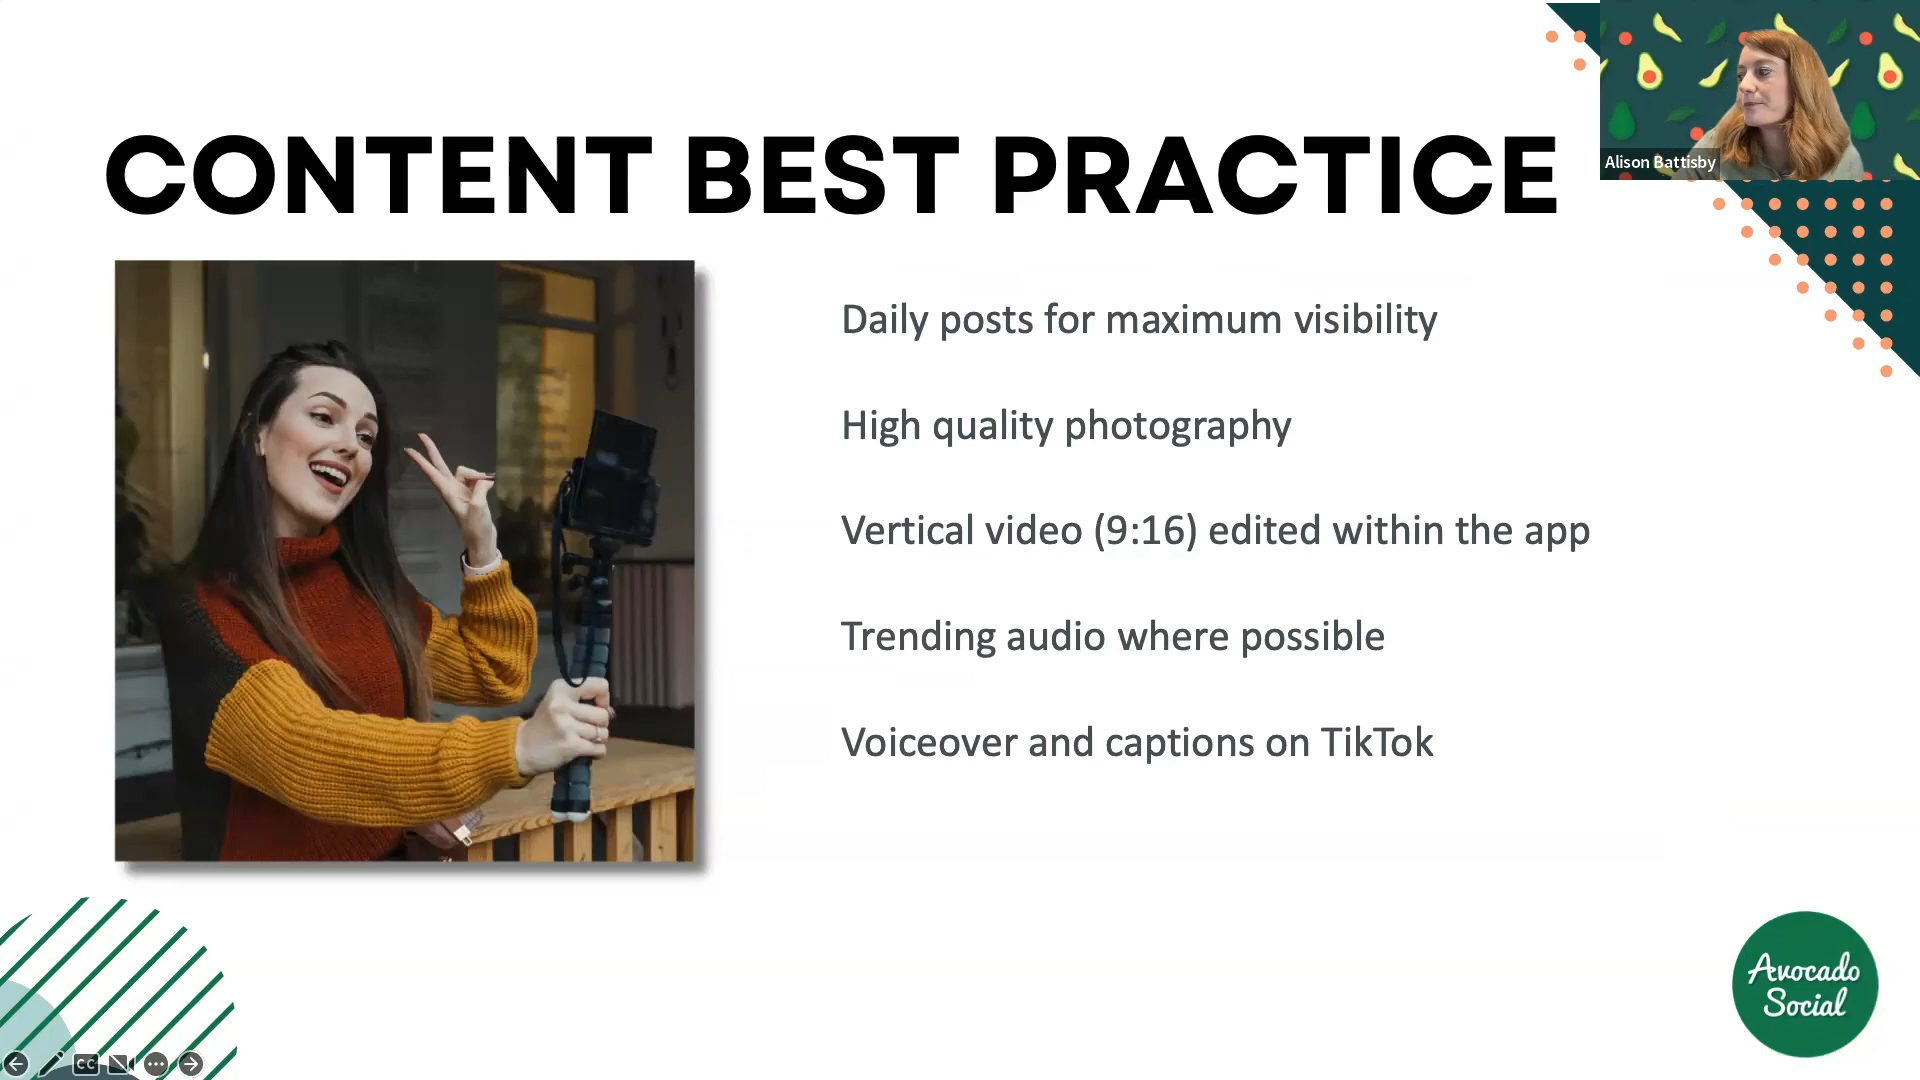 Alison Battisby
CONTENT BEST PRACTICE
Daily posts for maximum visibility
High quality photography
Vertical video (9:16) edited within the app
Trending audio where possible
Voiceover and captions on TikTok
Avocado
Social
CC